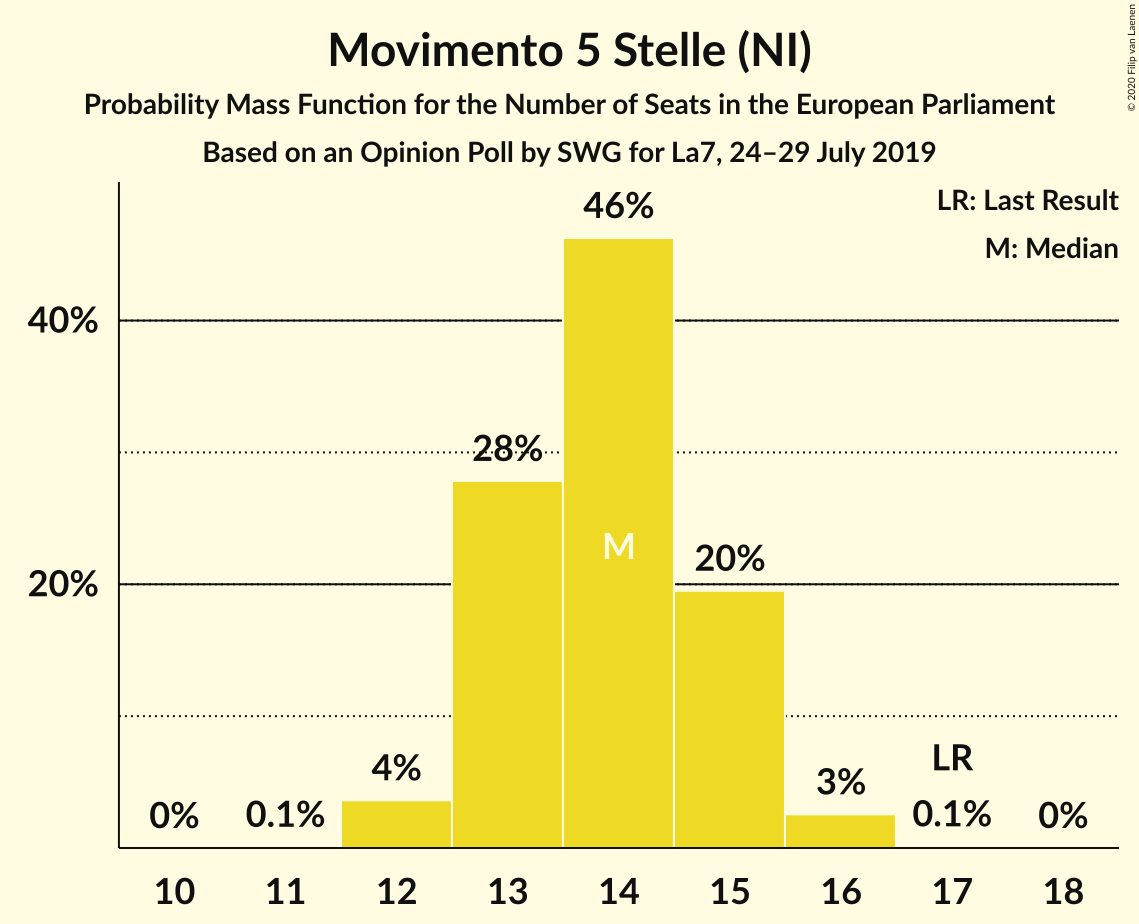 Movimento 5 Stelle (NI)
Probability Mass Function for the Number of Seats in the European Parliament
Based on an Opinion Poll by SWG for La7, 24–29 July 2019
© 2020 Filip van Laenen
LR: Last Result
M: Median
46%
40%
28%
M
20%
20%
4%
3%
LR
0%
0.1%
0.1%
0%
10 11 12 13 14 15 16 17 18